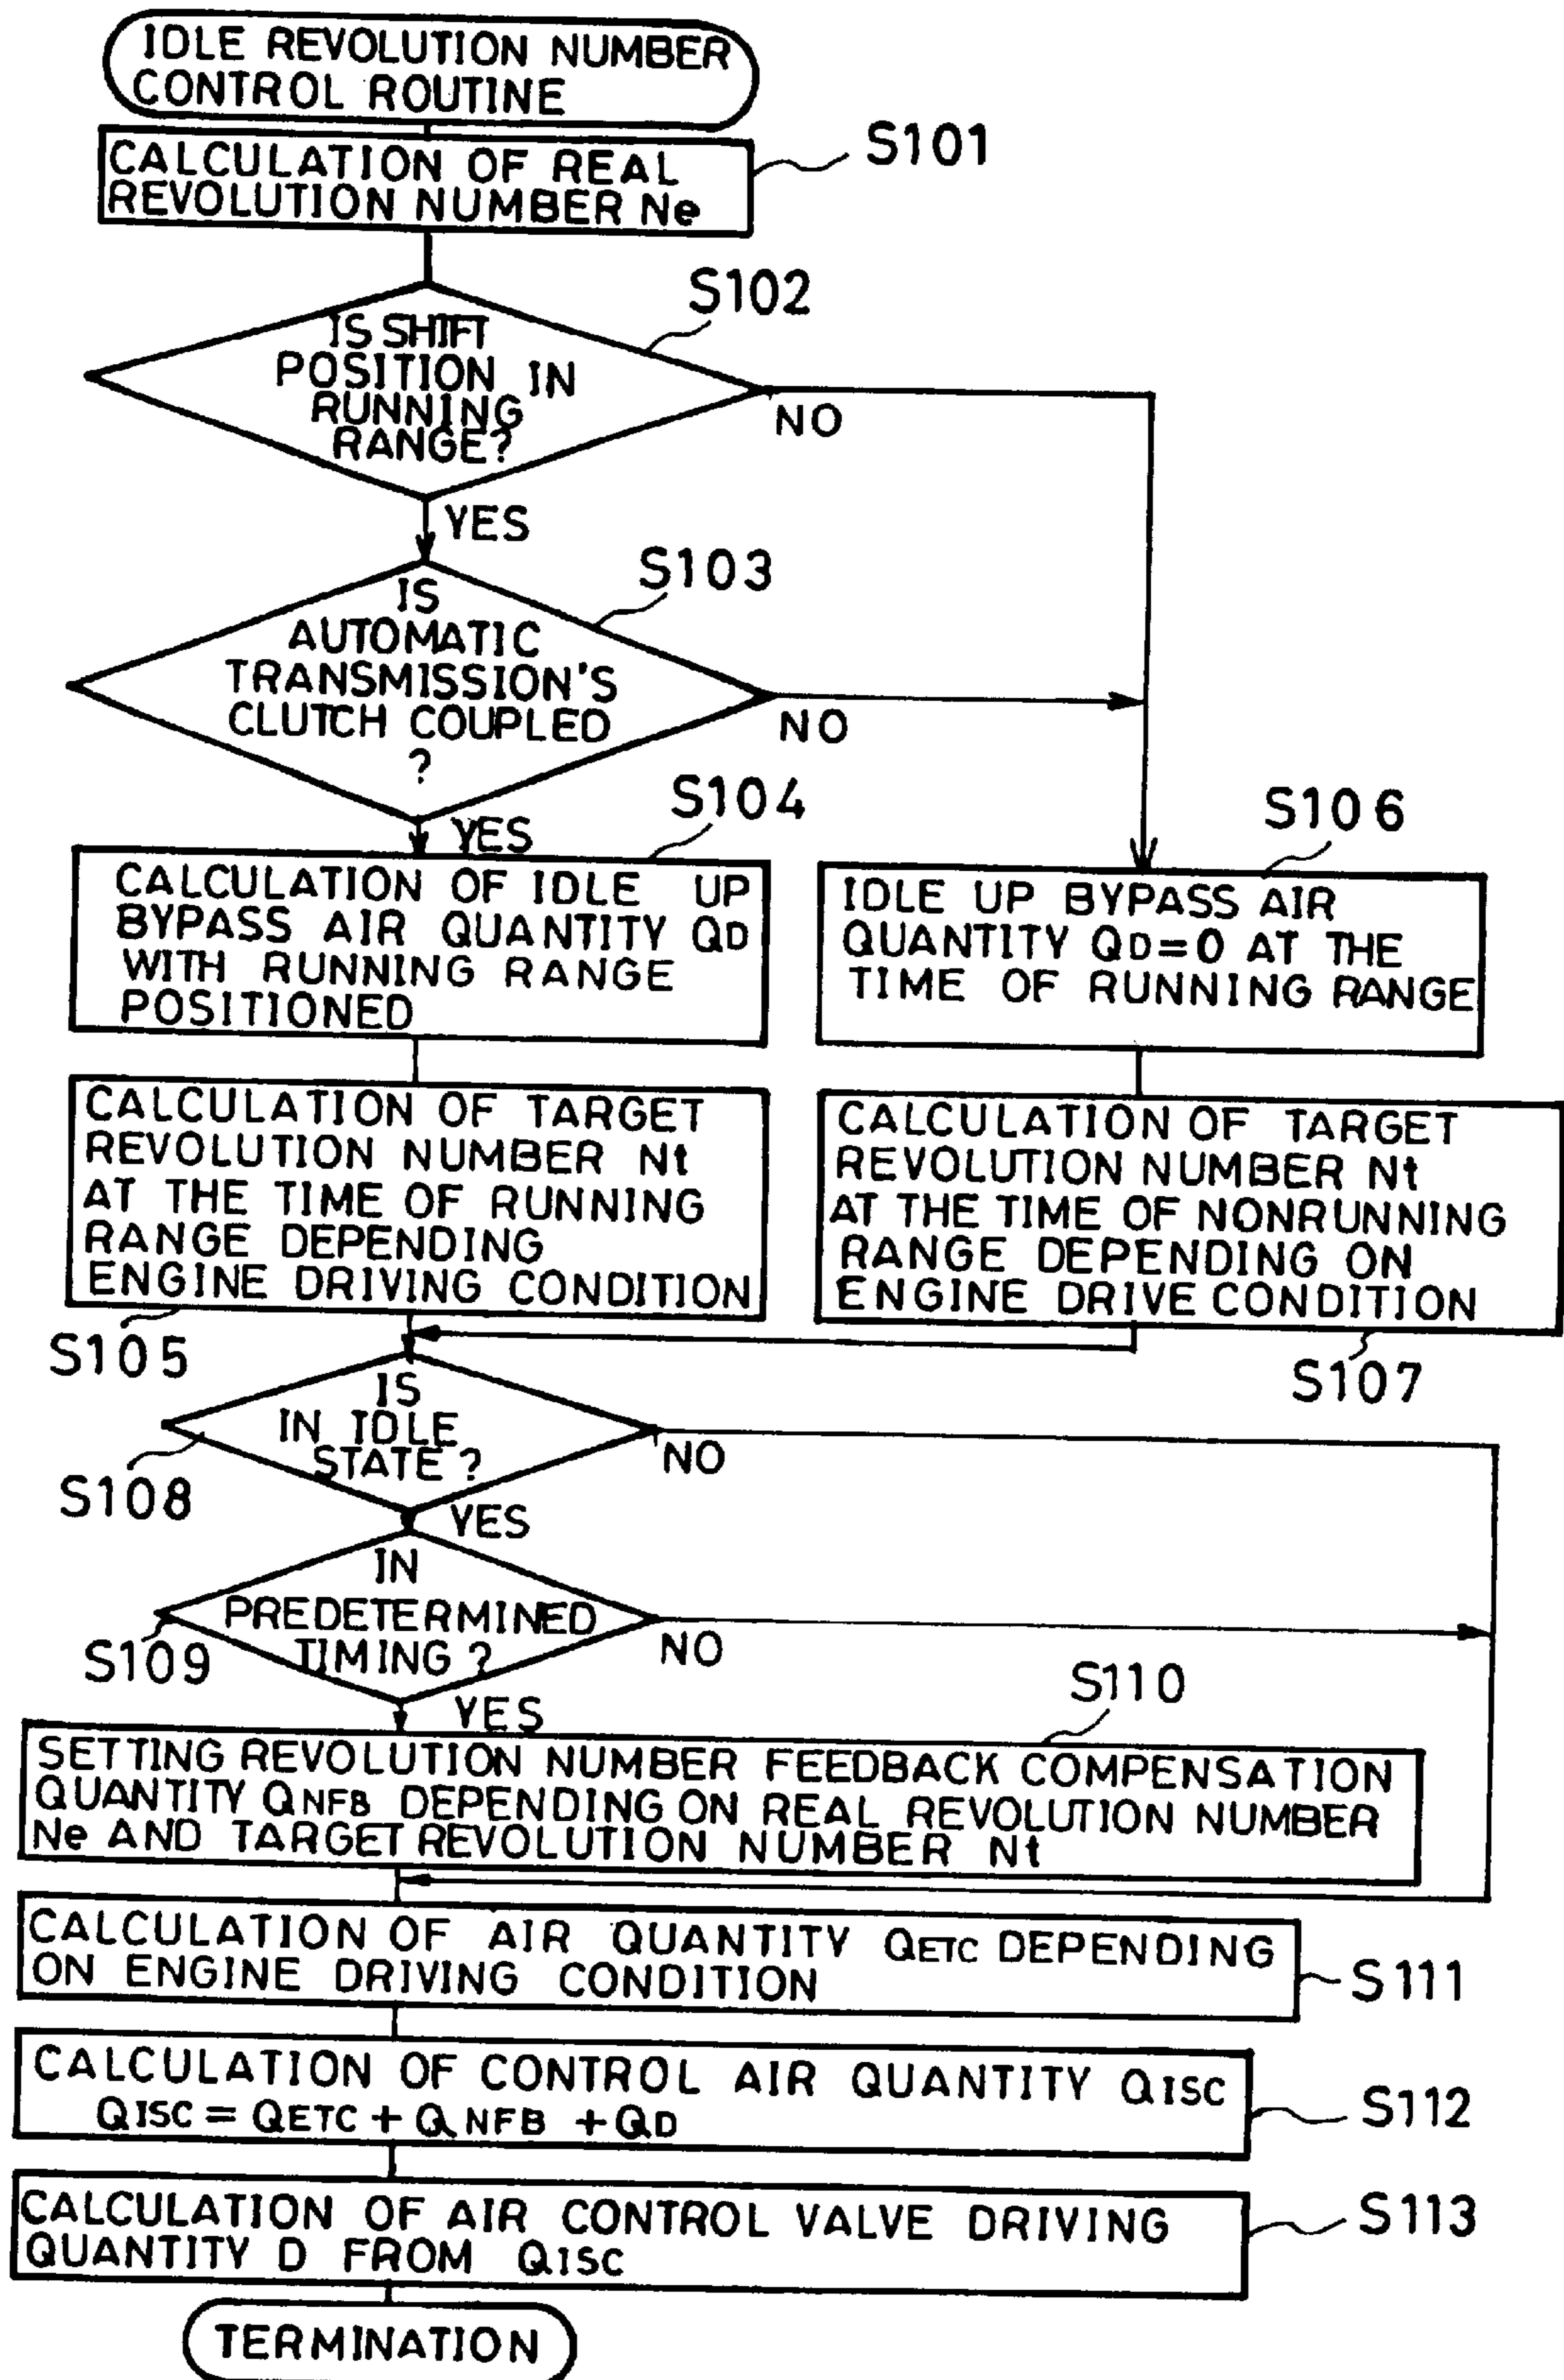 IDLE REVOLUTION NUMBER
CONTROL ROUTINE
CALCULATION OF REAL
REVOLUTION NUMBER Ne
S101
S102
IS SHIFT
POSITION IN
RUNNING
RANGE?
NO
YES
S103
IS
AUTOMATIC
TRANSMISSION'S
CLUTCH COUPLED
?
NO
YES
S104
CALCULATION OF IDLE UP
BYPASS AIR QUANTITY QD
WITH RUNNING RANGE
POSITIONED
S106
IDLE UP BYPASS AIR
QUANTITY QD=0 AT THE
TIME OF RUNNING RANGE
CALCULATION OF TARGET
REVOLUTION NUMBER Nt
AT THE TIME OF RUNNING
RANGE DEPENDING
ENGINE DRIVING CONDITION
S105
CALCULATION OF TARGET
REVOLUTION NUMBER Nt
AT THE TIME OF NONRUNNING
RANGE DEPENDING ON
ENGINE DRIVE CONDITION
S107
IS
IN IDLE
STATE?
S108
NO
YES
IN
PREDETERMINED
TIMING?
S109
NO
YES
S110
SETTING REVOLUTION NUMBER FEEDBACK COMPENSATION
QUANTITY QNFB DEPENDING ON REAL REVOLUTION NUMBER
Ne AND TARGET REVOLUTION NUMBER Nt
CALCULATION OF AIR QUANTITY QETC DEPENDING
ON ENGINE DRIVING CONDITION
S111
CALCULATION OF CONTROL AIR QUANTITY QISC
QISC = QETC + QNFB + QD
S112
CALCULATION OF AIR CONTROL VALVE DRIVING
QUANTITY D FROM QISC
S113
TERMINATION